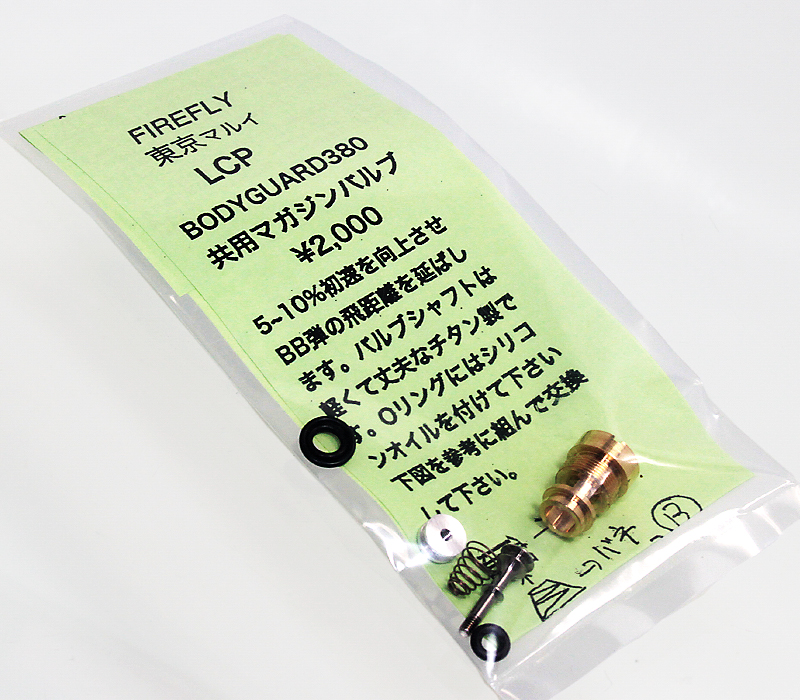 FIREFLY
東京マルイ
LCP
BODYGUARD380
共用マガジンバルブ
¥2,000
5~10%初速を向上させ
BB弾の飛距離を延ばし
ます。バルブシャフトは
軽くて丈夫なチタン製で
す。Oリングにはシリコ
ンオイルを付けて下さい
下図を参考に組んで交換
して下さい。
バネ
B